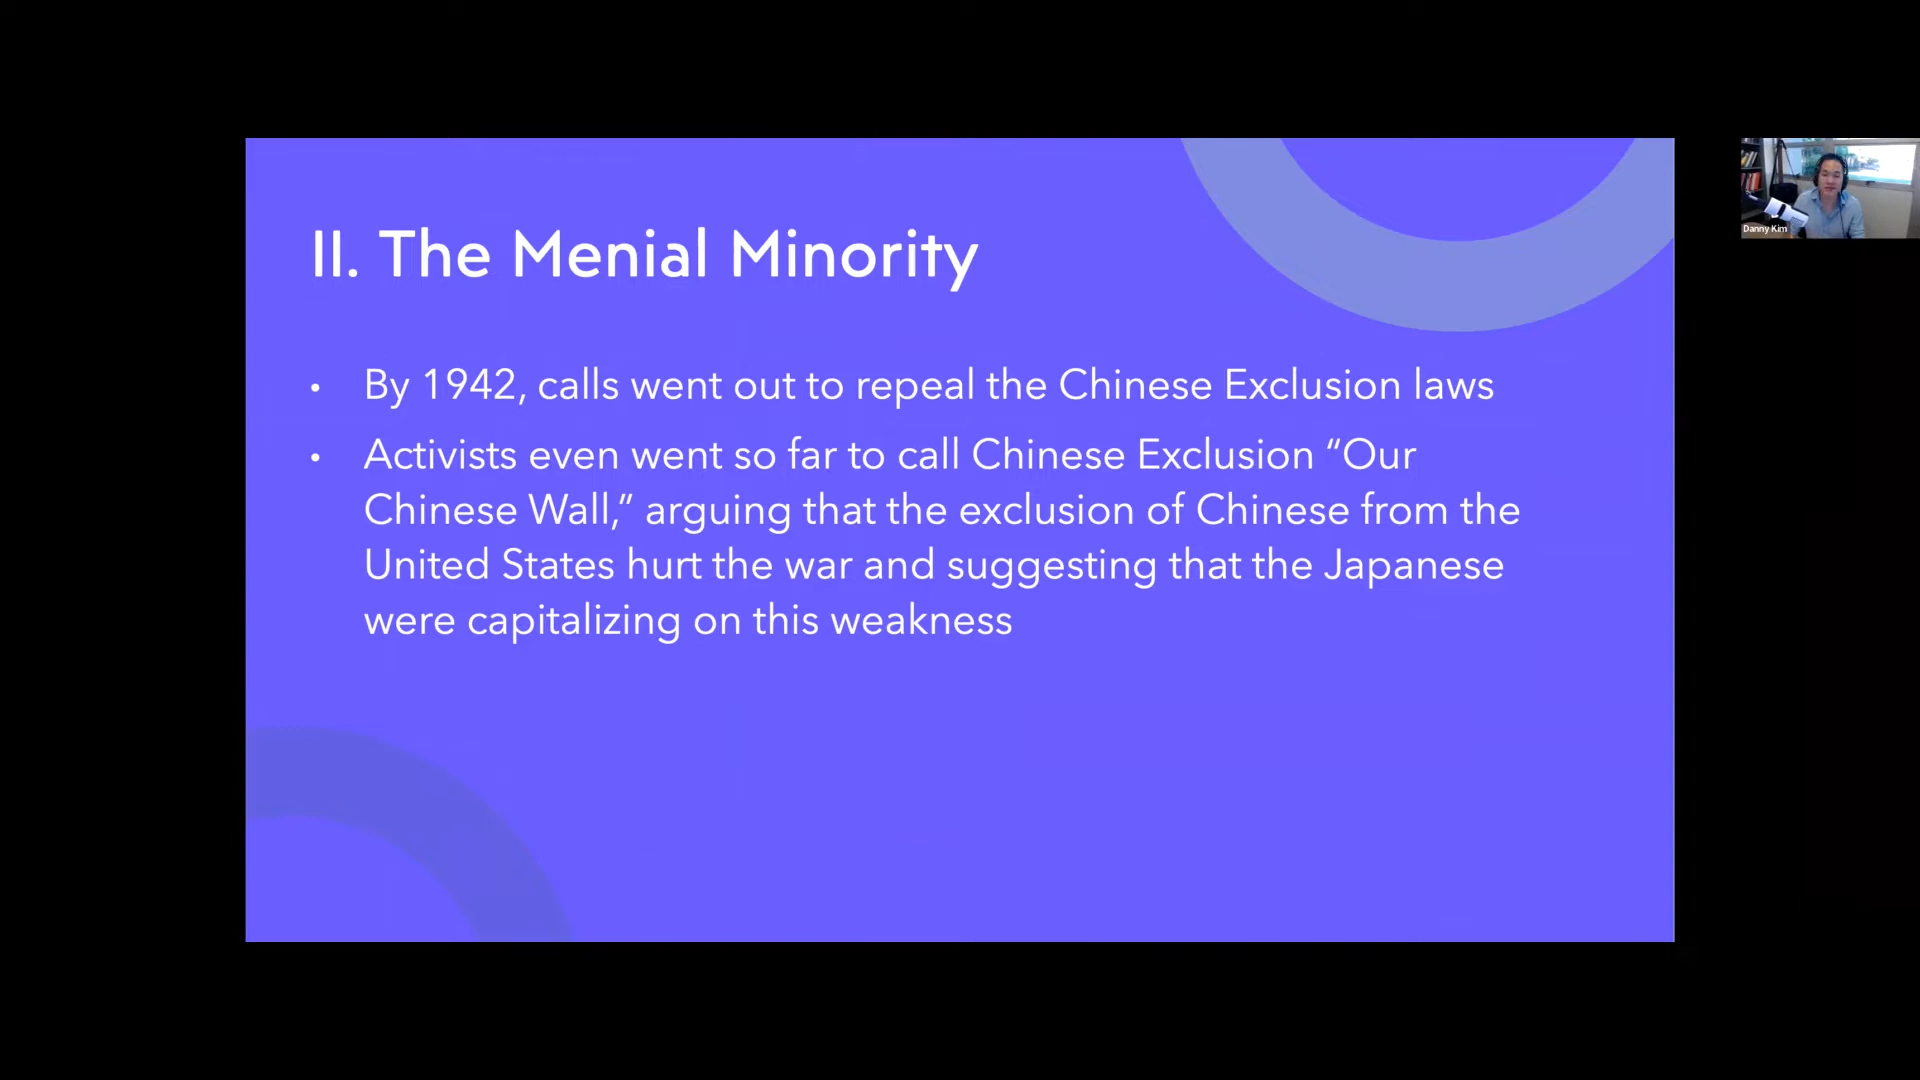 II. The Menial Minority
• By 1942, calls went out to repeal the Chinese Exclusion laws
• Activists even went so far to call Chinese Exclusion “Our
Chinese Wall,” arguing that the exclusion of Chinese from the
United States hurt the war and suggesting that the Japanese
were capitalizing on this weakness
Danny Kim